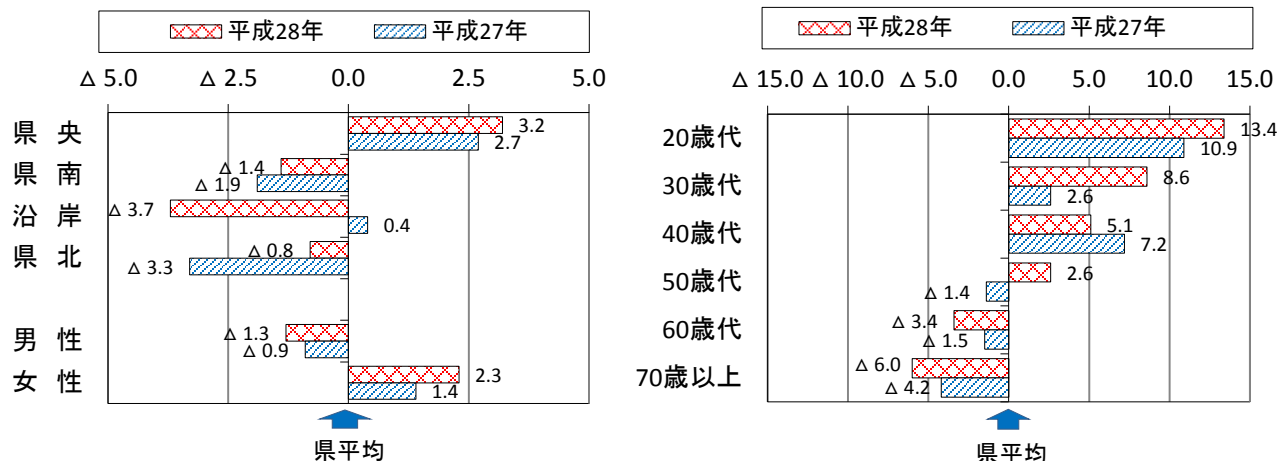 平成28年 平成27年
△ 5.0 △ 2.5 0.0 2.5 5.0
県 央 3.2
2.7
県 南 △ 1.4
△ 1.9
沿 岸 △ 3.7
0.4
県 北 △ 0.8
△ 3.3
男 性 △ 1.3
△ 0.9
女 性 2.3
1.4
県平均
平成28年 平成27年
△ 15.0 △ 10.0 △ 5.0 0.0 5.0 10.0 15.0
20歳代 13.4
10.9
30歳代 8.6
2.6
40歳代 5.1
7.2
50歳代 2.6
△ 1.4
60歳代 △ 3.4
△ 1.5
70歳以上 △ 6.0
△ 4.2
県平均